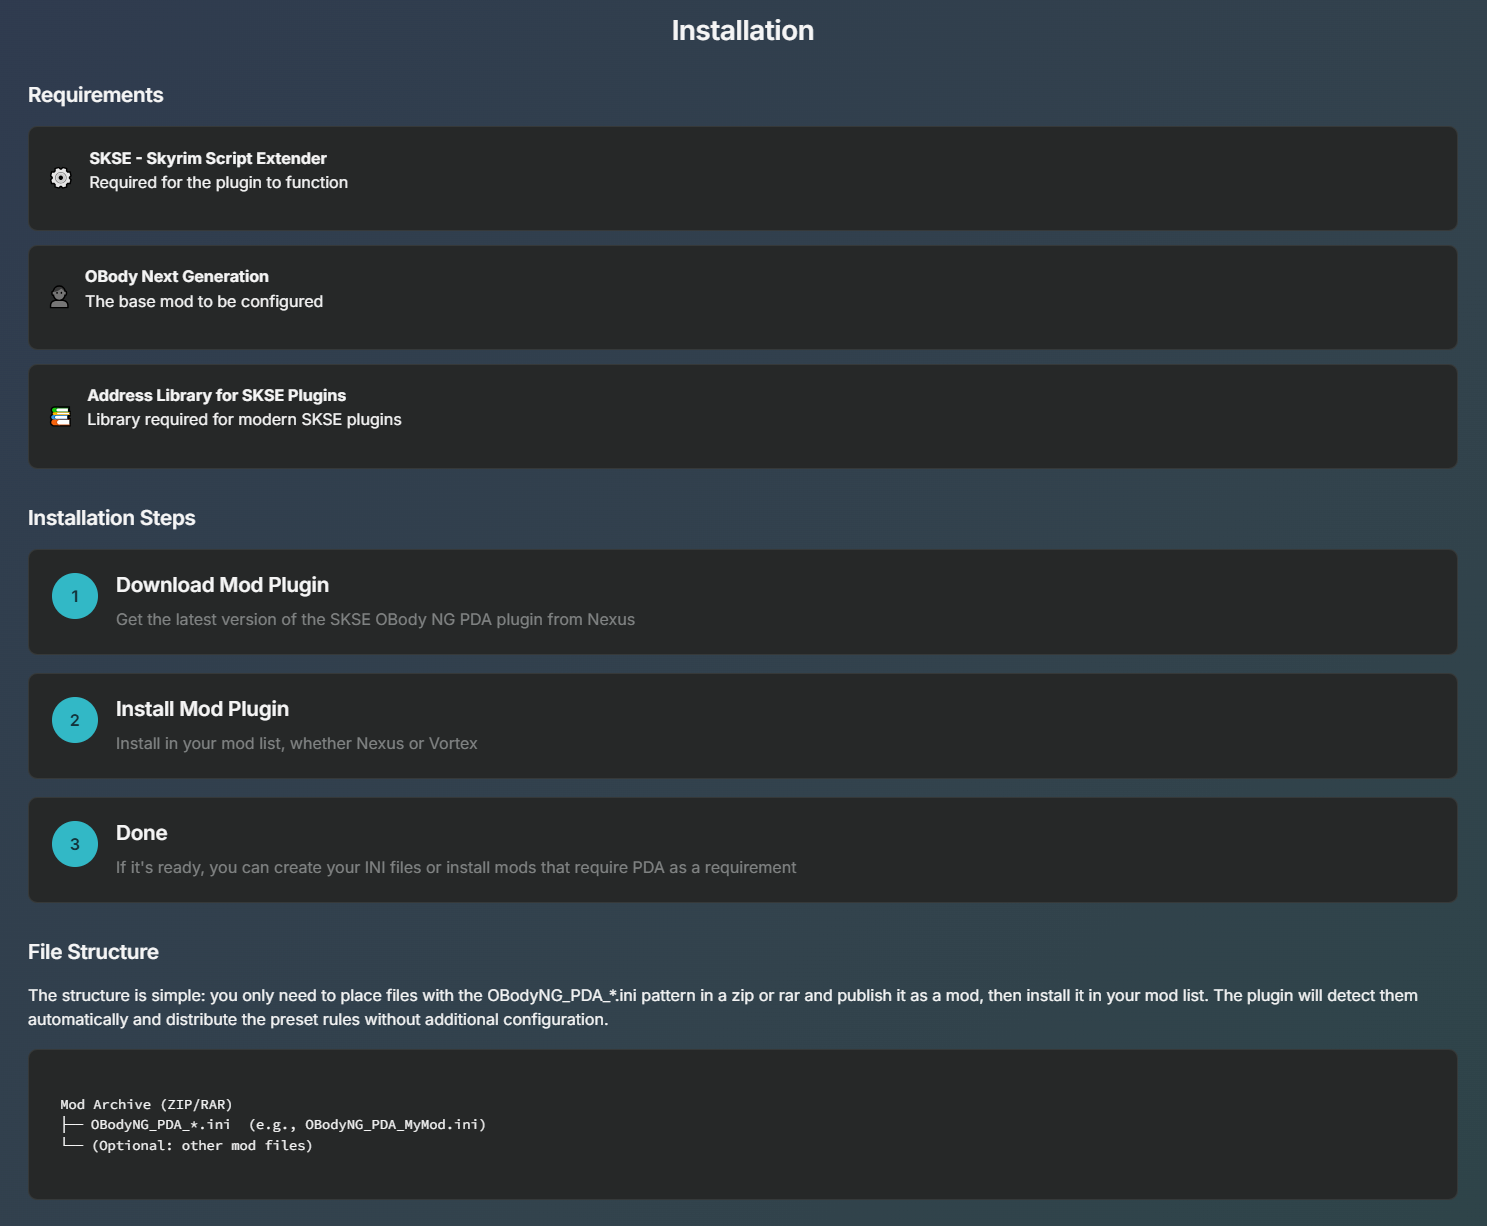 Installation
Requirements
SKSE - Skyrim Script Extender
Required for the plugin to function
OBody Next Generation
The base mod to be configured
Address Library for SKSE Plugins
Library required for modern SKSE plugins
Installation Steps
1
Download Mod Plugin
Get the latest version of the SKSE OBody NG PDA plugin from Nexus
2
Install Mod Plugin
Install in your mod list, whether Nexus or Vortex
3
Done
If it's ready, you can create your INI files or install mods that require PDA as a requirement
File Structure
The structure is simple: you only need to place files with the OBodyNG_PDA_*.ini pattern in a zip or rar and publish it as a mod, then install it in your mod list. The plugin will detect them
automatically and distribute the preset rules without additional configuration.
Mod Archive (ZIP/RAR)
├── OBodyNG_PDA_*.ini  (e.g., OBodyNG_PDA_MyMod.ini)
└── (Optional: other mod files)